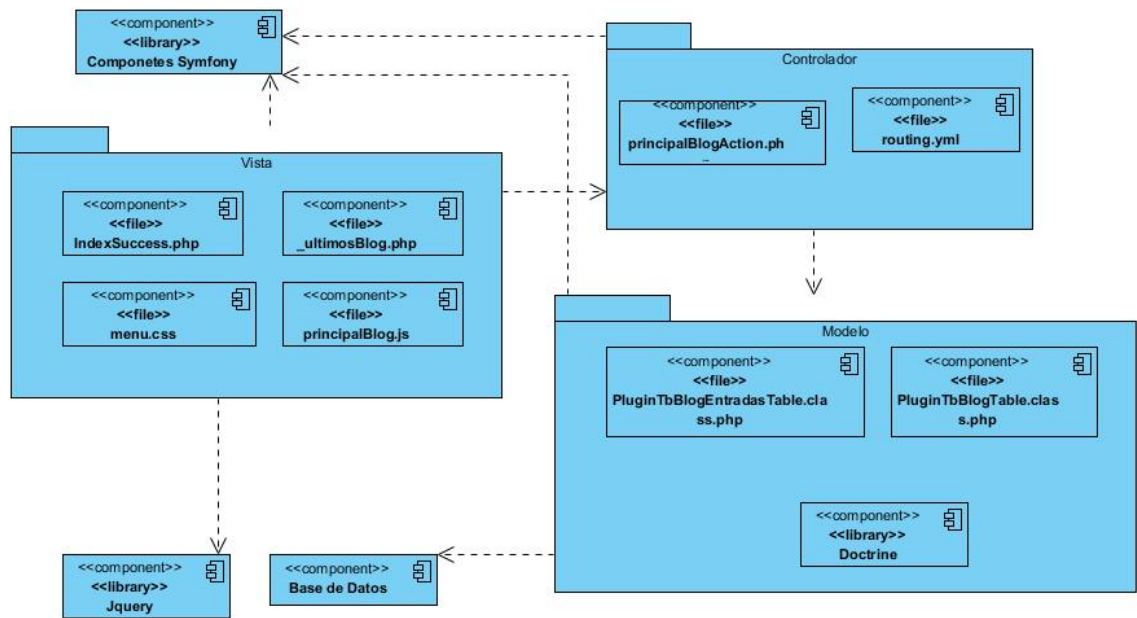 <<component>>
<<library>>
Componetes Symfony
Controlador
<<component>>
<<file>>
principalBlogAction.ph
<<component>>
<<file>>
routing.yml
Vista
<<component>>
<<file>>
IndexSuccess.php
<<component>>
<<file>>
_ultimosBlog.php
<<component>>
<<file>>
menu.css
<<component>>
<<file>>
principalBlog.js
Modelo
<<component>>
<<file>>
PluginTbBlogEntradasTable.cla
ss.php
<<component>>
<<file>>
PluginTbBlogTable.clas
s.php
<<component>>
<<library>>
Doctrine
<<component>>
<<library>>
Jquery
<<component>>
Base de Datos